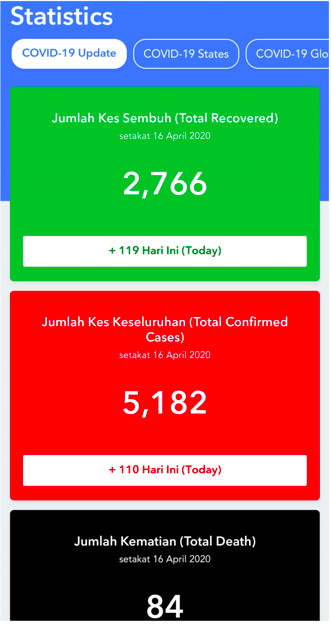 Statistics
COVID-19 Update
COVID-19 States
COVID-19 Glo
Jumlah Kes Sembuh (Total Recovered)
setakat 16 April 2020
2,766
+ 119 Hari Ini (Today)
Jumlah Kes Keseluruhan (Total Confirmed
Cases)
setakat 16 April 2020
5,182
+ 110 Hari Ini (Today)
Jumlah Kematian (Total Death)
setakat 16 April 2020
84